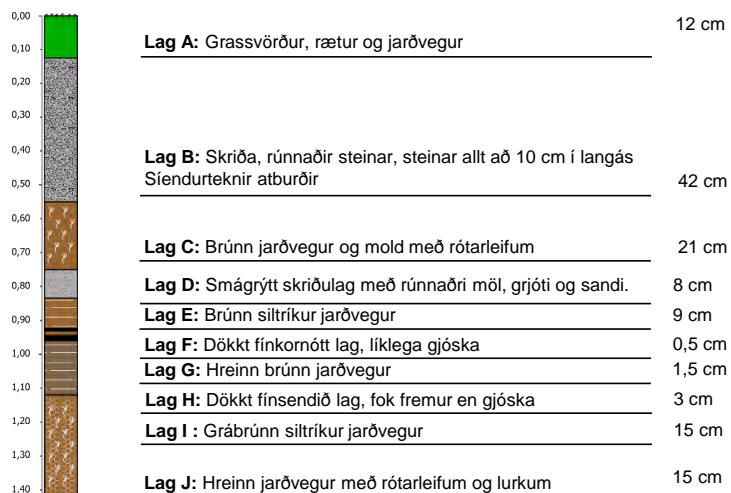 0,00
12 cm
Lag A: Grassvörður, rætur og jarðvegur
0,10
0,20
0,30
0,40
Lag B: Skriða, rúnnaðir steinar, steinar allt að 10 cm í langás
Síendurteknir atburðir
42 cm
0,50
0,60
0,70
Lag C: Brúnn jarðvegur og mold með rótarleifum
21 cm
0,80
Lag D: Smágrýtt skriðulag með rúnnaðri möl, grjóti og sandi.
8 cm
0,90
Lag E: Brúnn siltríkur jarðvegur
9 cm
Lag F: Dökkt fínkornótt lag, líklega gjóska
0,5 cm
1,00
Lag G: Hreinn brúnn jarðvegur
1,5 cm
1,10
Lag H: Dökkt fínsendið lag, fok fremur en gjóska
3 cm
1,20
Lag I : Grábrúnn siltríkur jarðvegur
15 cm
1,30
1,40
Lag J: Hreinn jarðvegur með rótarleifum og lurkum
15 cm